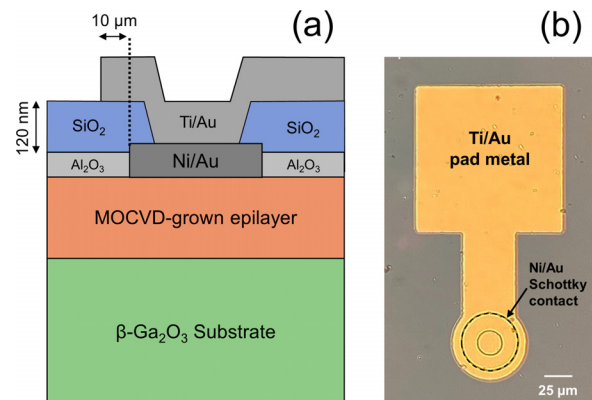 10 µm
(a)
120 nm
SiO₂
Ti/Au
SiO₂
Al₂O₃
Ni/Au
Al₂O₃
MOCVD-grown epilayer
β-Ga₂O₃ Substrate
(b)
Ti/Au
pad metal
Ni/Au
Schottky
contact
25 µm